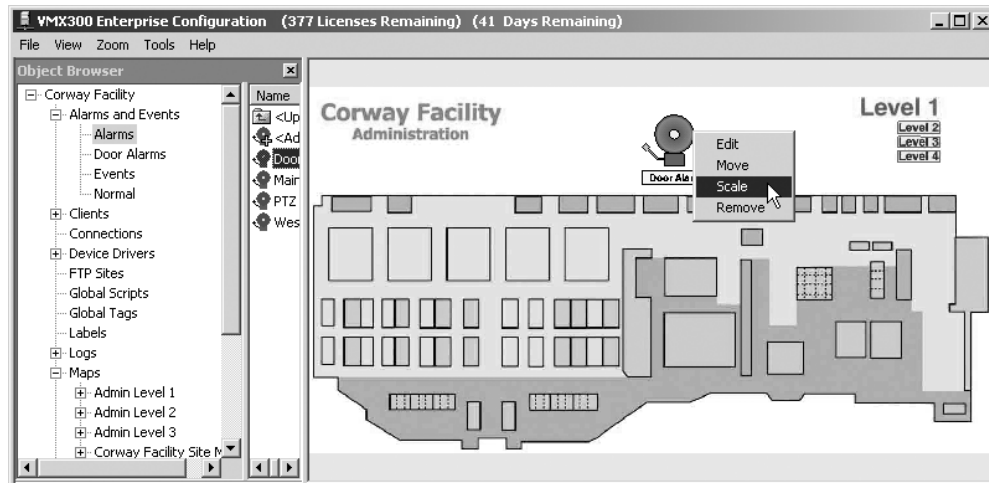 VMX300 Enterprise Configuration (377 Licenses Remaining) (41 Days Remaining)
File View Zoom Tools Help
Object Browser
Corway Facility
Alarms and Events
Alarms
Door Alarms
Events
Normal
Clients
Connections
Device Drivers
FTP Sites
Global Scripts
Global Tags
Labels
Logs
Maps
Admin Level 1
Admin Level 2
Admin Level 3
Corway Facility Site M
Name
<Up
<Ad
Door
Main
PTZ
Wes
Corway Facility
Administration
Level 1
Level 2
Level 3
Level 4
Door Ala
Edit
Move
Scale
Remove